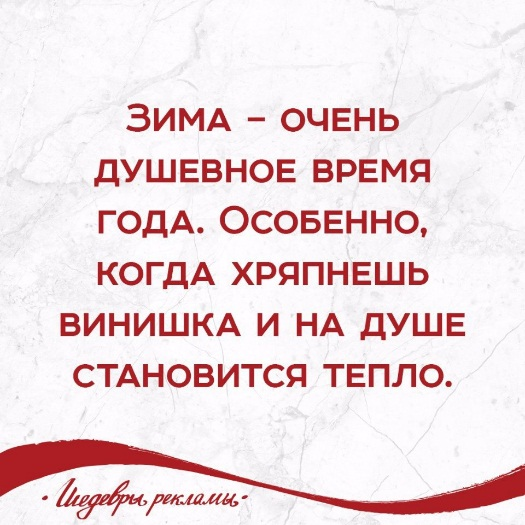 Зима – очень
душевное время
года. Особенно,
когда хряпнешь
винишка и на душе
становится тепло.
· Шедевры рекламы ·